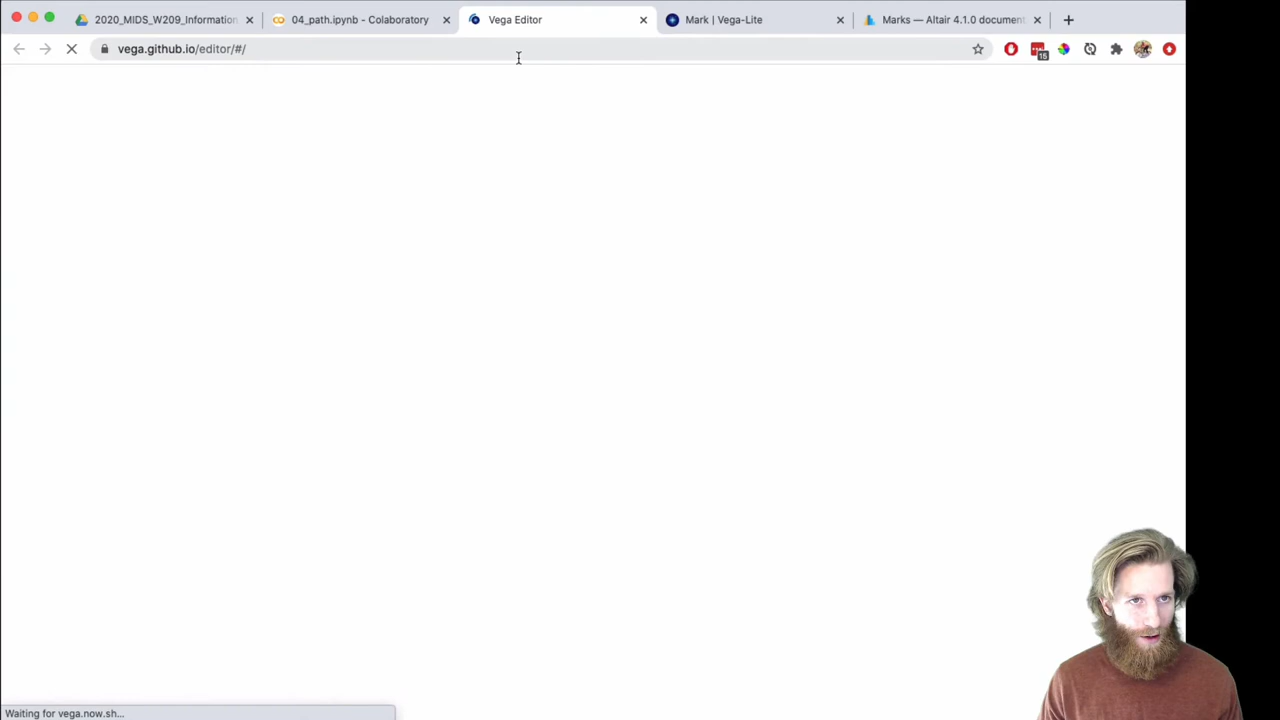 2020_MIDS_W209_Information
04_path.ipynb - Colaboratory
Vega Editor
Mark | Vega-Lite
Marks — Altair 4.1.0 document
vega.github.io/editor/#/
15
Waiting for vega.now.sh...